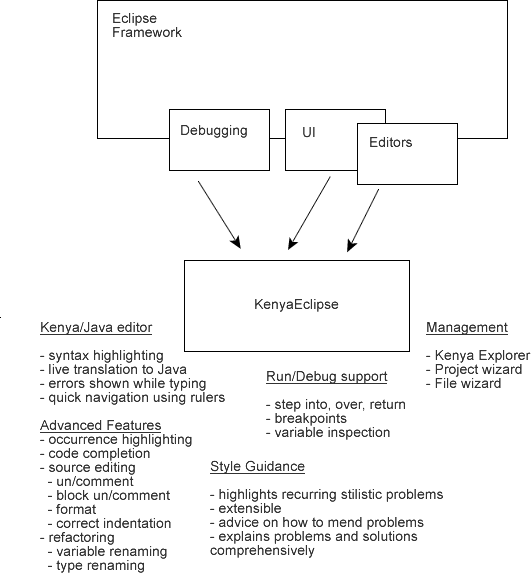 Eclipse
Framework
Debugging
UI
Editors
KenyaEclipse
Kenya/Java editor
- syntax highlighting
- live translation to Java
- errors shown while typing
- quick navigation using rulers
Advanced Features
- occurrence highlighting
- code completion
- source editing
- un/comment
- block un/comment
- format
- correct indentation
- refactoring
- variable renaming
- type renaming
Run/Debug support
- step into, over, return
- breakpoints
- variable inspection
Style Guidance
- highlights recurring stilistic problems
- extensible
- advice on how to mend problems
- explains problems and solutions
comprehensively
Management
- Kenya Explorer
- Project wizard
- File wizard